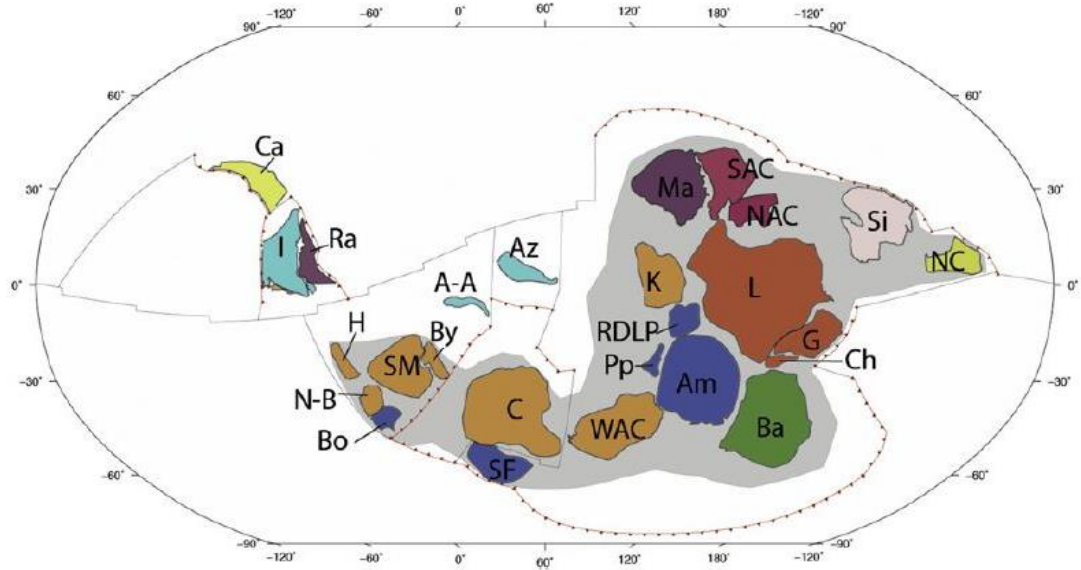 -120° -60° 0° 60° 120° 180° -120°
90° 90°
60° 60°
30° 30°
0° 0°
-30° -30°
-60° -60°
-90° -90°
-120° -60° 0° 60° 120° 180° -120°
Ca
SAC
Ma
NAC
Si
I
Ra
Az
NC
K
L
A-A
H
By
RDLP
G
SM
Pp
Ch
Am
N-B
C
WAC
Ba
Bo
SF